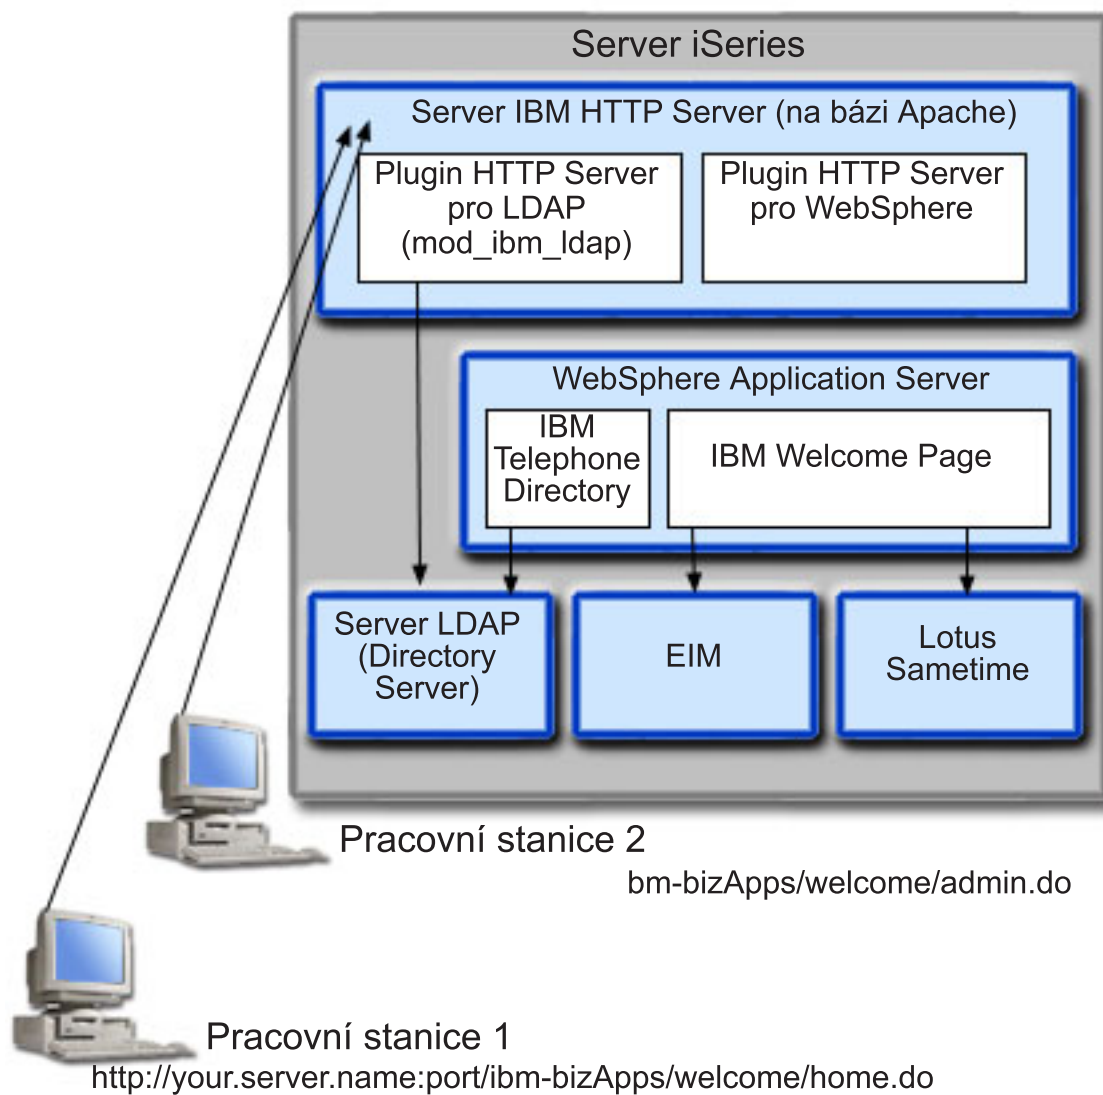 Server iSeries
Server IBM HTTP Server (na bázi Apache)
Plugin HTTP Server
pro LDAP
(mod_ibm_ldap)
Plugin HTTP Server
pro WebSphere
WebSphere Application Server
IBM
Telephone
Directory
IBM Welcome Page
Server LDAP
(Directory
Server)
EIM
Lotus
Sametime
Pracovní stanice 2
bm-bizApps/welcome/admin.do
Pracovní stanice 1
http://your.server.name:port/ibm-bizApps/welcome/home.do